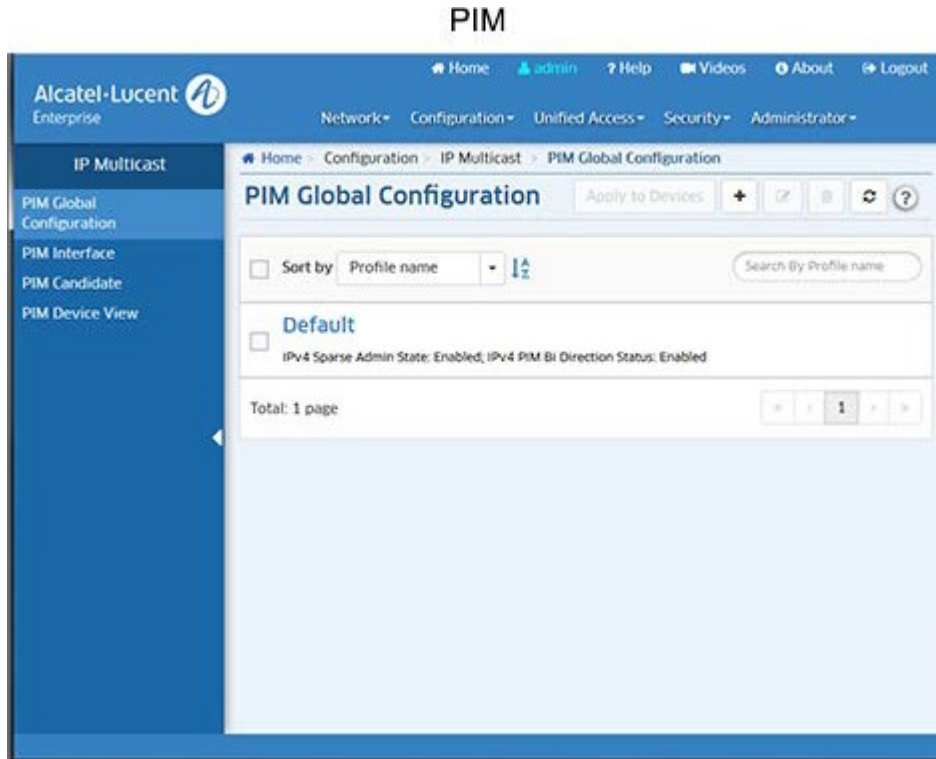 PIM
Home admin ? Help Videos About Logout
Alcatel·Lucent
Enterprise
Network Configuration Unified Access Security Administrator
IP Multicast
Home > Configuration > IP Multicast > PIM Global Configuration
PIM Global Configuration
Apply to Devices
PIM Global
Configuration
PIM Interface
PIM Candidate
PIM Device View
Sort by Profile name
Search By Profile name
Default
IPv4 Sparse Admin State: Enabled; IPv4 PIM Bi Direction Status: Enabled
Total: 1 page
« ‹ 1 › »